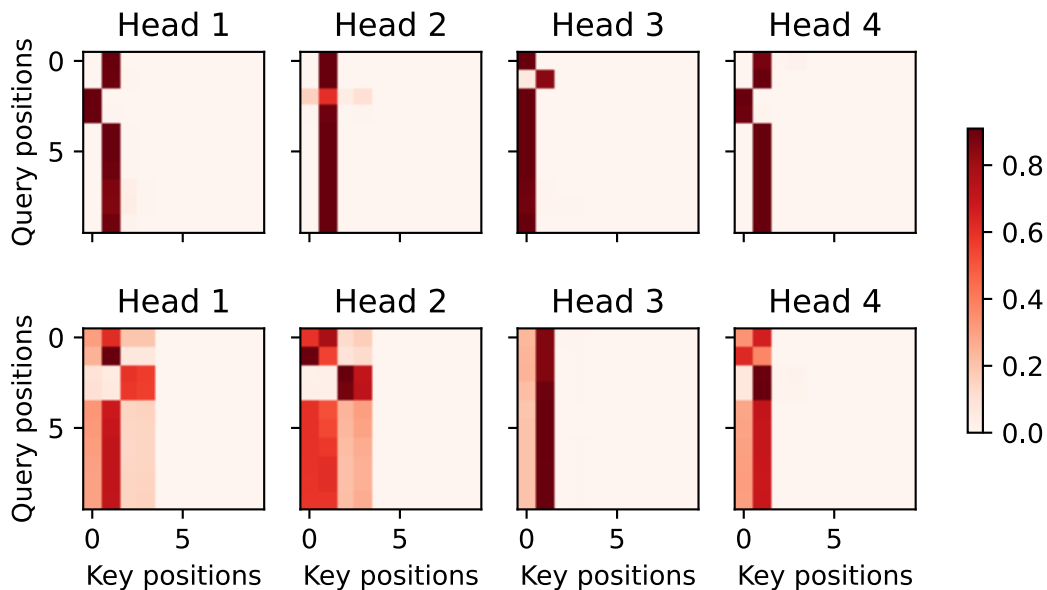 Head 1 Head 2 Head 3 Head 4
Query positions
0
5
0 5 0 5 0 5 0 5
Key positions Key positions Key positions Key positions
Head 1 Head 2 Head 3 Head 4
Query positions
0
5
0.8
0.6
0.4
0.2
0.0